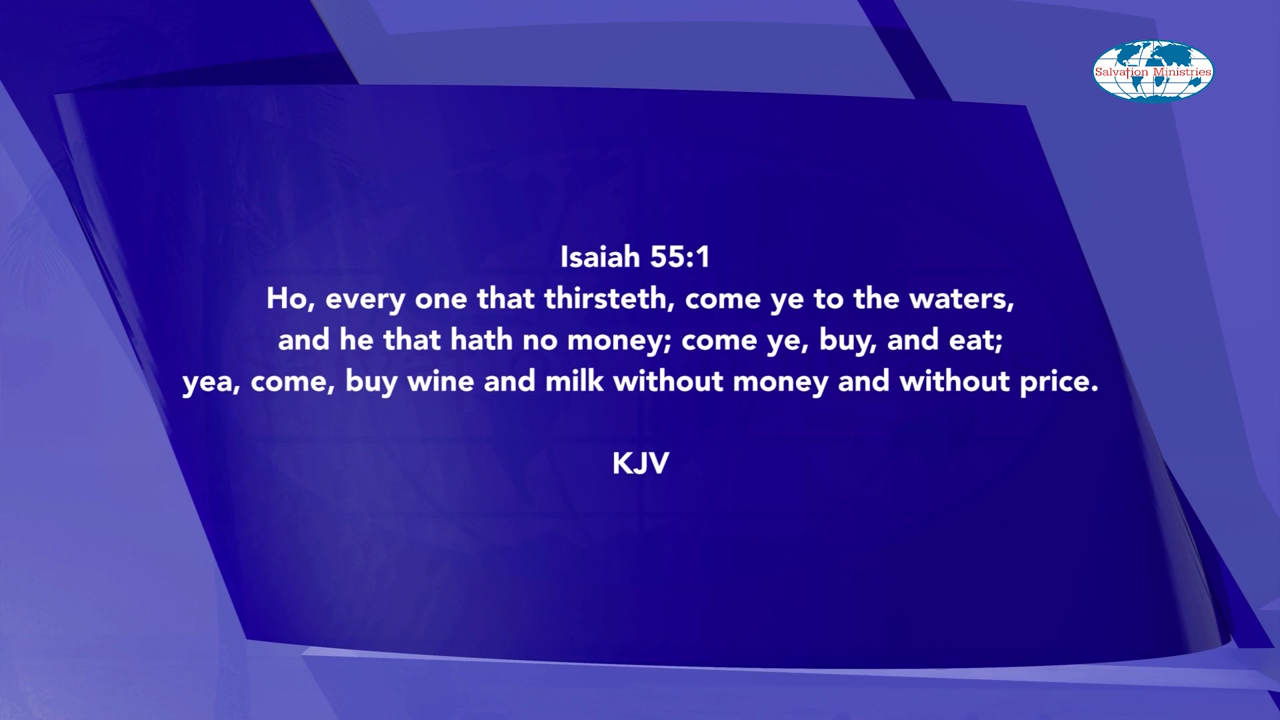 Salvation Ministries
Isaiah 55:1
Ho, every one that thirsteth, come ye to the waters,
and he that hath no money; come ye, buy, and eat;
yea, come, buy wine and milk without money and without price.
KJV